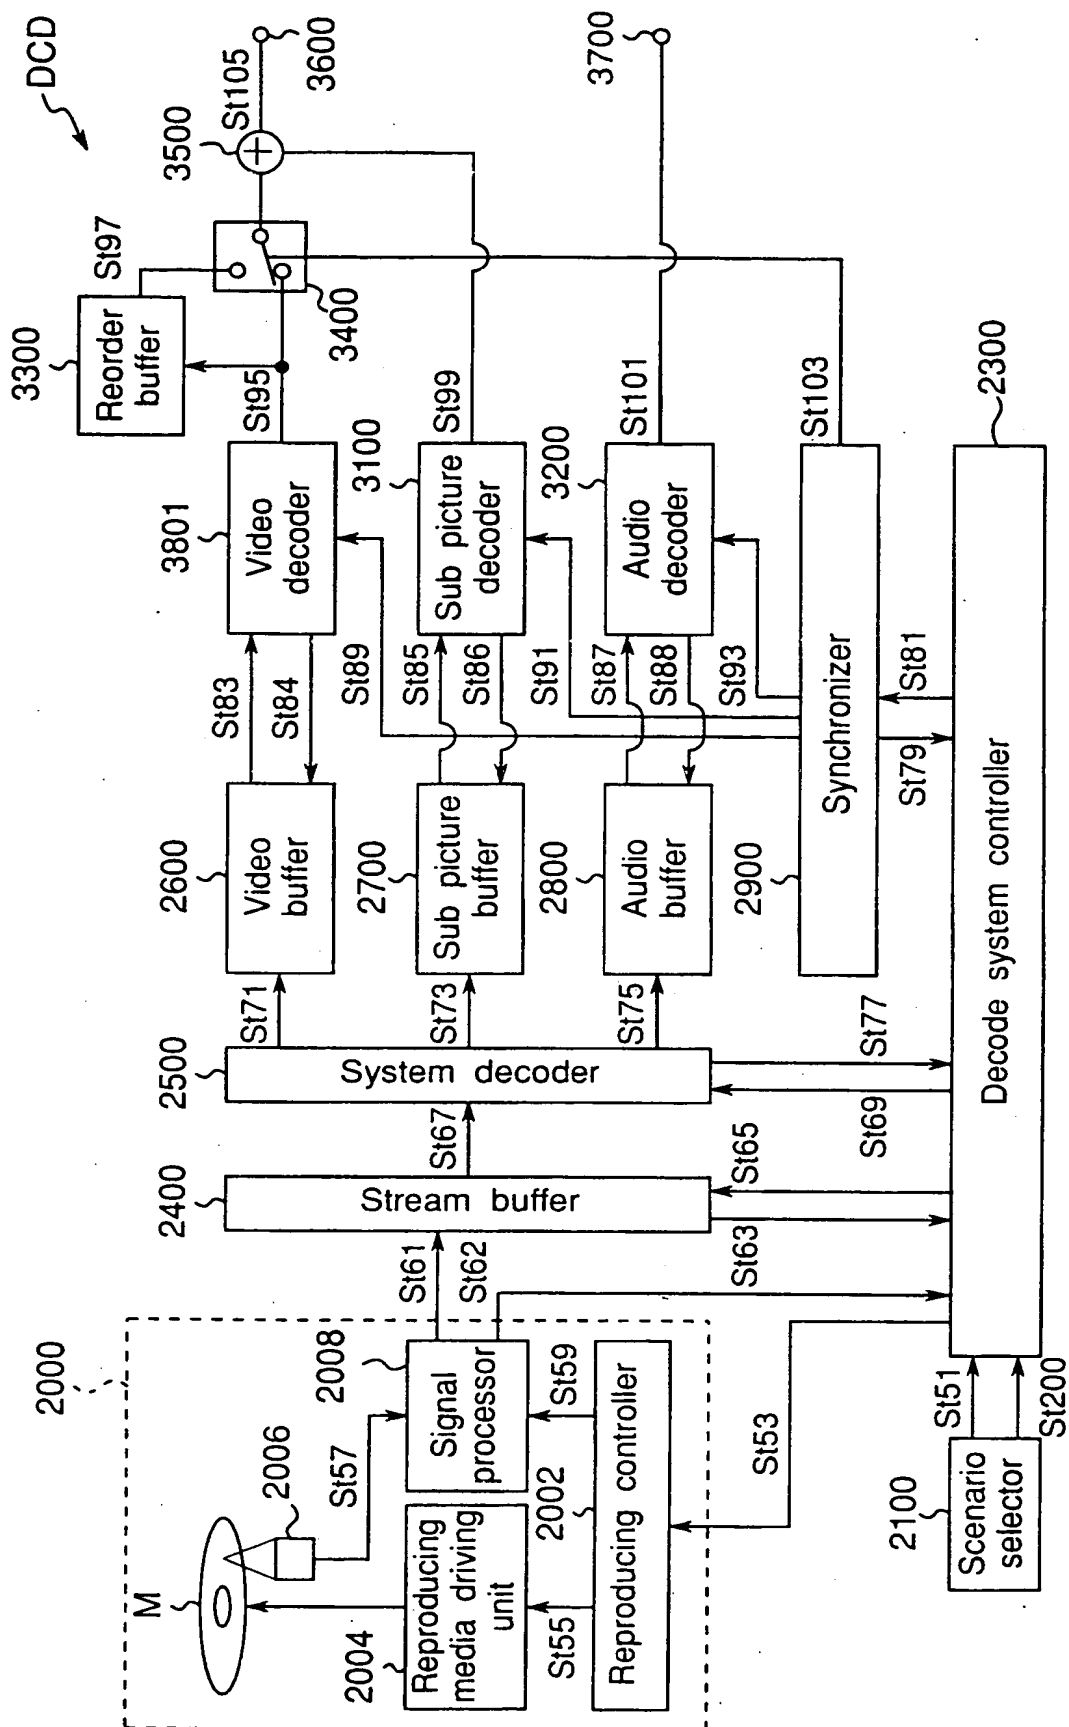 DCD
2000
M
2006
St57
2004
Reproducing
media driving
unit
2008
Signal
processor
St55
2002
St59
Reproducing controller
St53
2100
Scenario
selector
St51
St200
St61
St62
2400
Stream buffer
St63
St65
St67
2500
System decoder
St69
St77
St71
St73
St75
2600
Video
buffer
2700
Sub picture
buffer
2800
Audio
buffer
2900
Synchronizer
St79
St81
St83
St84
St89
St85
St86
St91
St87
St88
St93
3801
Video
decoder
3100
Sub picture
decoder
3200
Audio
decoder
St95
St99
St101
St103
3300
Reorder
buffer
St97
3400
3500
St105
3600
3700
2300
Decode system controller